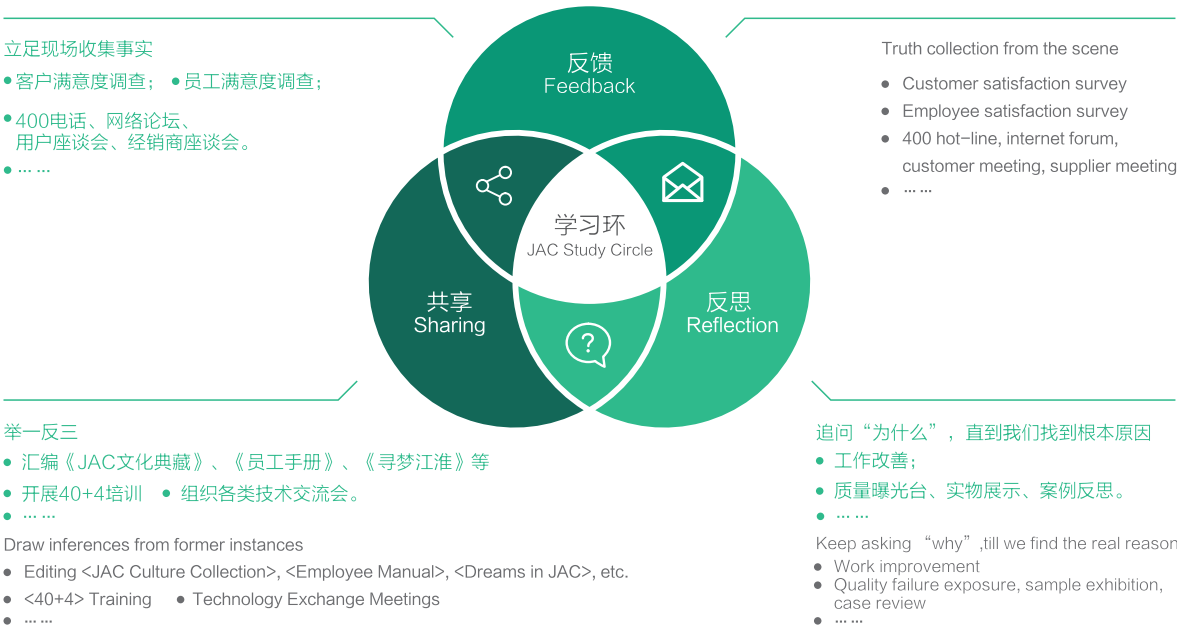 立足现场收集事实
•客户满意度调查； •员工满意度调查；
•400电话、网络论坛、
用户座谈会、经销商座谈会。
• ……
反馈
Feedback
Truth collection from the scene
• Customer satisfaction survey
• Employee satisfaction survey
• 400 hot-line, internet forum,
customer meeting, supplier meeting
• ……
学习环
JAC Study Circle
共享
Sharing
反思
Reflection
?
举一反三
• 汇编《JAC文化典藏》、《员工手册》、《寻梦江淮》等
• 开展40+4培训 • 组织各类技术交流会。
• ……
Draw inferences from former instances
• Editing <JAC Culture Collection>, <Employee Manual>, <Dreams in JAC>, etc.
• <40+4> Training • Technology Exchange Meetings
• ……
追问“为什么”，直到我们找到根本原因
• 工作改善；
• 质量曝光台、实物展示、案例反思。
• ……
Keep asking “why”,till we find the real reason
• Work improvement
• Quality failure exposure, sample exhibition,
case review
• ……